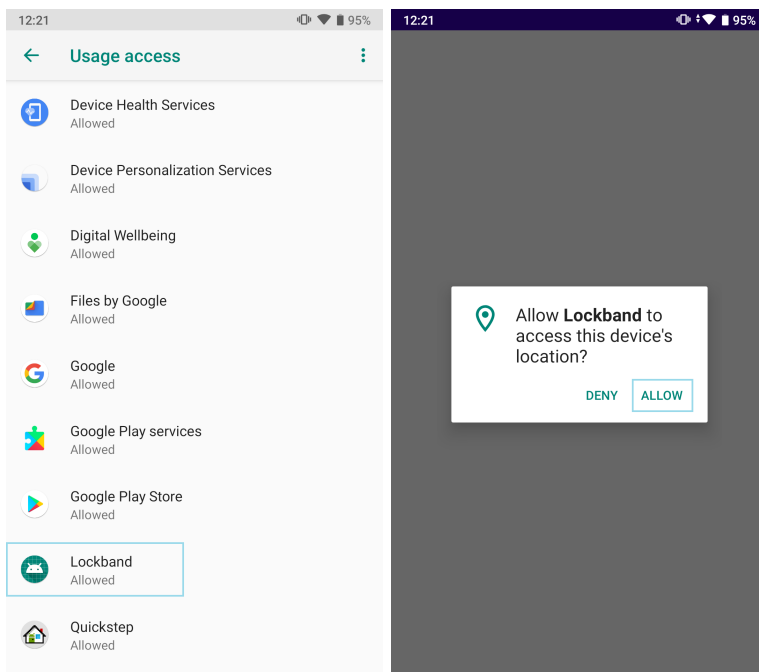 12:21
95%
Usage access
Device Health Services
Allowed
Device Personalization Services
Allowed
Digital Wellbeing
Allowed
Files by Google
Allowed
Google
Allowed
Google Play services
Allowed
Google Play Store
Allowed
Lockband
Allowed
Quickstep
Allowed
12:21
95%
Allow Lockband to
access this device's
location?
DENY ALLOW